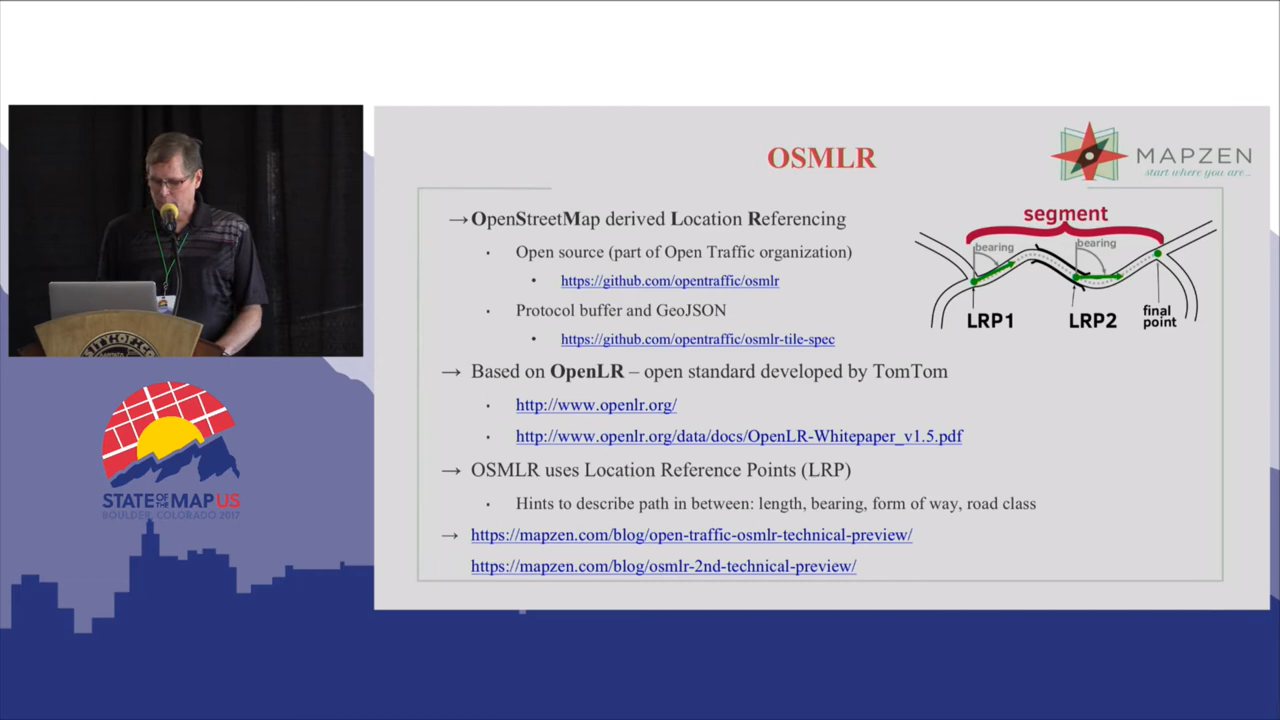 OSMLR
MAPZEN
start where you are...
→ OpenStreetMap derived Location Referencing
· Open source (part of Open Traffic organization)
· https://github.com/opentraffic/osmlr
· Protocol buffer and GeoJSON
· https://github.com/opentraffic/osmlr-tile-spec
→ Based on OpenLR – open standard developed by TomTom
· http://www.openlr.org/
· http://www.openlr.org/data/docs/OpenLR-Whitepaper_v1.5.pdf
→ OSMLR uses Location Reference Points (LRP)
· Hints to describe path in between: length, bearing, form of way, road class
→ https://mapzen.com/blog/open-traffic-osmlr-technical-preview/
https://mapzen.com/blog/osmlr-2nd-technical-preview/
segment
bearing
bearing
LRP1
LRP2
final
point
STATE OF THE MAP US
BOULDER, COLORADO 2017